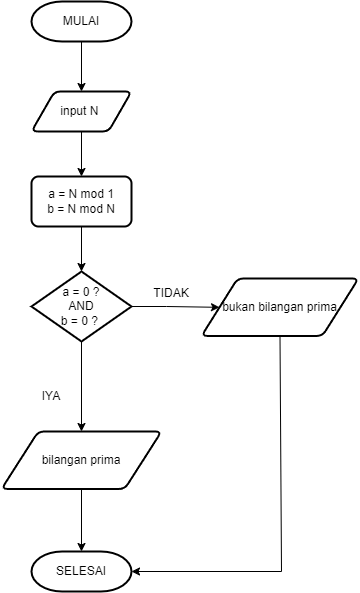 MULAI
input N
a = N mod 1
b = N mod N
a = 0 ?
AND
b = 0 ?
TIDAK
bukan bilangan prima
IYA
bilangan prima
SELESAI